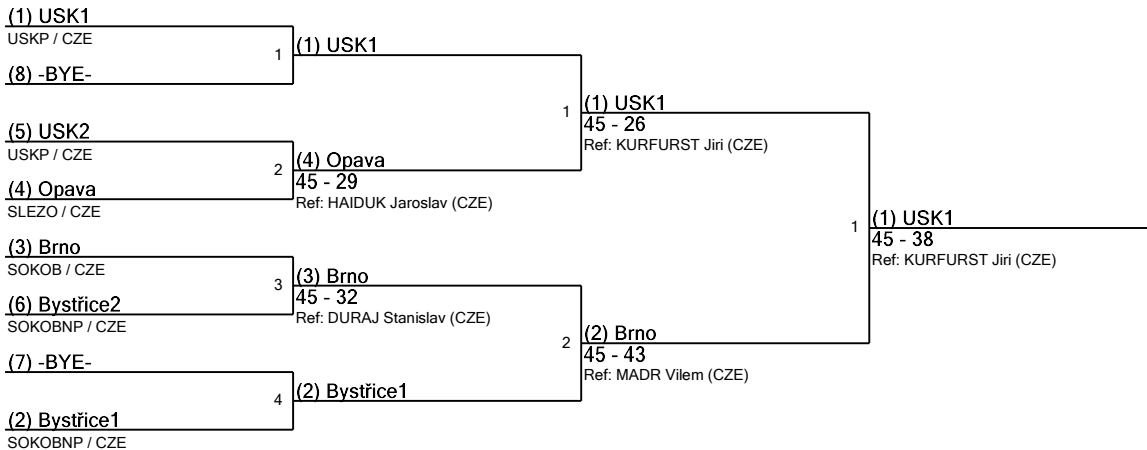 (1) USK1
USKP / CZE
(8) -BYE-
(5) USK2
USKP / CZE
(4) Opava
SLEZO / CZE
(3) Brno
SOKOB / CZE
(6) Bystřice2
SOKOBNP / CZE
(7) -BYE-
(2) Bystřice1
SOKOBNP / CZE
1
(1) USK1
2
(4) Opava
45 - 29
Ref: HAIDUK Jaroslav (CZE)
3
(3) Brno
45 - 32
Ref: DURAJ Stanislav (CZE)
4
(2) Bystřice1
1
(1) USK1
45 - 26
Ref: KURFURST Jiri (CZE)
2
(2) Brno
45 - 43
Ref: MADR Vilem (CZE)
1
(1) USK1
45 - 38
Ref: KURFURST Jiri (CZE)